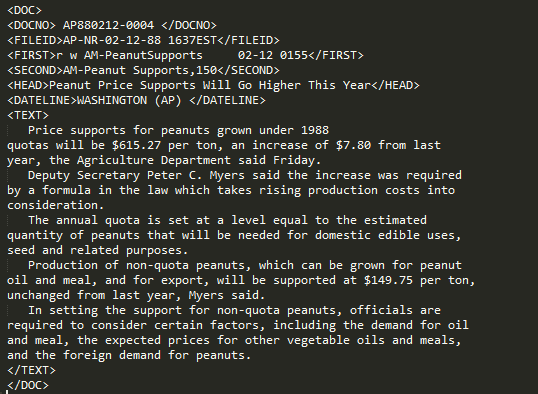 <DOC>
<DOCNO> AP880212-0004 </DOCNO>
<FILEID>AP-NR-02-12-88 1637EST</FILEID>
<FIRST>r w AM-PeanutSupports     02-12 0155</FIRST>
<SECOND>AM-Peanut Supports,150</SECOND>
<HEAD>Peanut Price Supports Will Go Higher This Year</HEAD>
<DATELINE>WASHINGTON (AP) </DATELINE>
<TEXT>
   Price supports for peanuts grown under 1988
quotas will be $615.27 per ton, an increase of $7.80 from last
year, the Agriculture Department said Friday.
   Deputy Secretary Peter C. Myers said the increase was required
by a formula in the law which takes rising production costs into
consideration.
   The annual quota is set at a level equal to the estimated
quantity of peanuts that will be needed for domestic edible uses,
seed and related purposes.
   Production of non-quota peanuts, which can be grown for peanut
oil and meal, and for export, will be supported at $149.75 per ton,
unchanged from last year, Myers said.
   In setting the support for non-quota peanuts, officials are
required to consider certain factors, including the demand for oil
and meal, the expected prices for other vegetable oils and meals,
and the foreign demand for peanuts.
</TEXT>
</DOC>